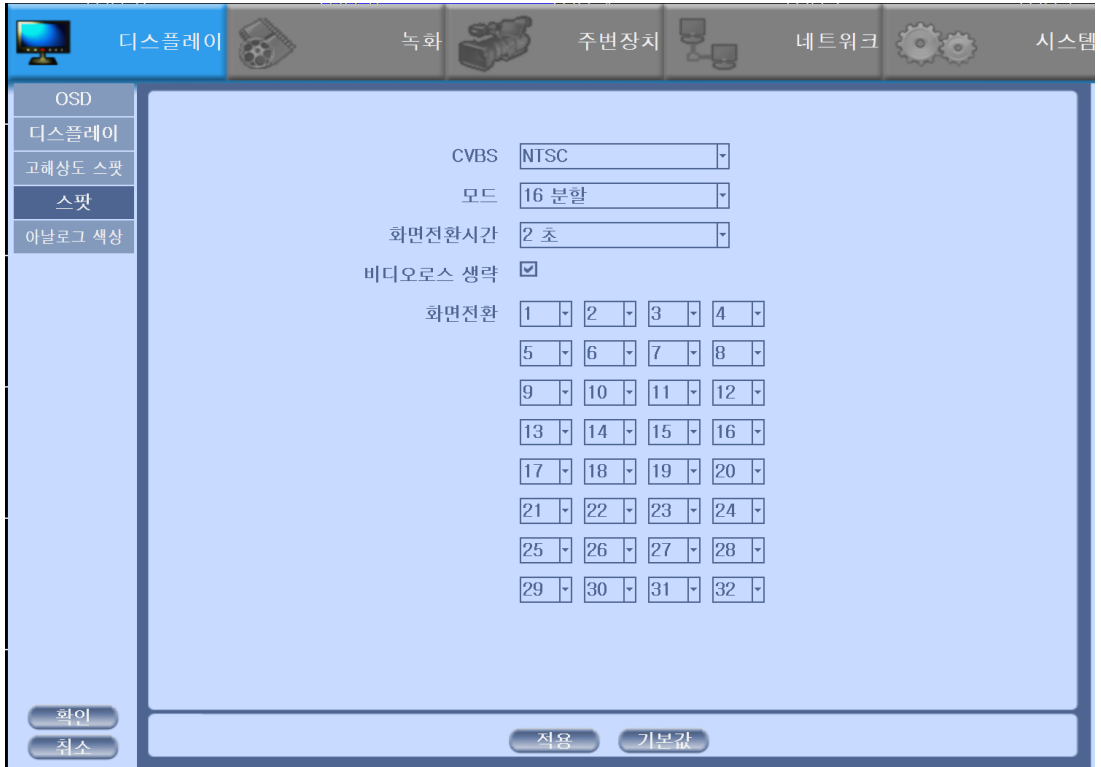 디스플레이 녹화 주변장치 네트워크 시스템
OSD
디스플레이
고해상도 스팟
스팟
아날로그 색상
CVBS NTSC
모드 16 분할
화면전환시간 2 초
비디오로스 생략
화면전환 1 2 3 4
5 6 7 8
9 10 11 12
13 14 15 16
17 18 19 20
21 22 23 24
25 26 27 28
29 30 31 32
확인
취소
적용 기본값